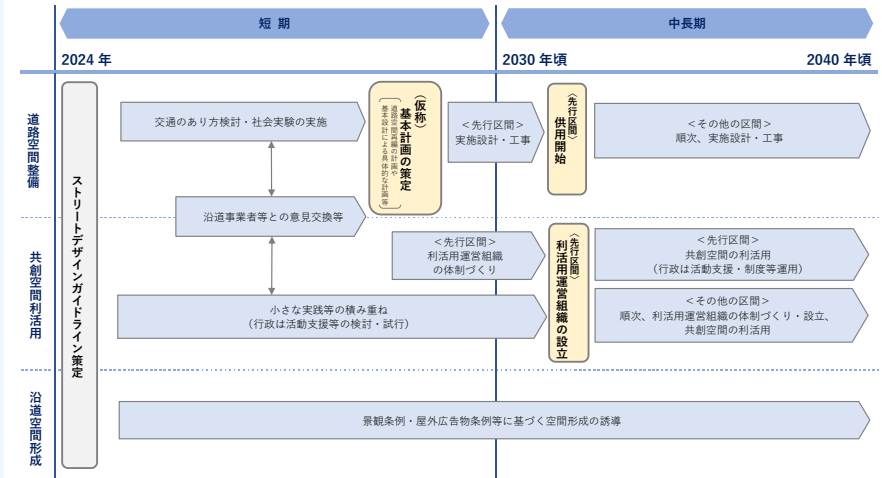 短 期
中長期
2024 年
2030 年頃
2040 年頃
道路空間整備
ストリートデザインガイドライン策定
交通のあり方検討・社会実験の実施
（仮称）
基本計画の策定
道路空間再編の計画や
基本設計による具体的な計画等
＜先行区間＞
実施設計・工事
〈先行区間〉
供用開始
＜その他の区間＞
順次、実施設計・工事
沿道事業者等との意見交換等
共創空間利活用
＜先行区間＞
利活用運営組織
の体制づくり
〈先行区間〉
利活用運営組織の設立
＜先行区間＞
共創空間の利活用
（行政は活動支援・制度等運用）
小さな実践等の積み重ね
（行政は活動支援等の検討・試行）
＜その他の区間＞
順次、利活用運営組織の体制づくり・設立、
共創空間の利活用
沿道空間形成
景観条例・屋外広告物条例等に基づく空間形成の誘導